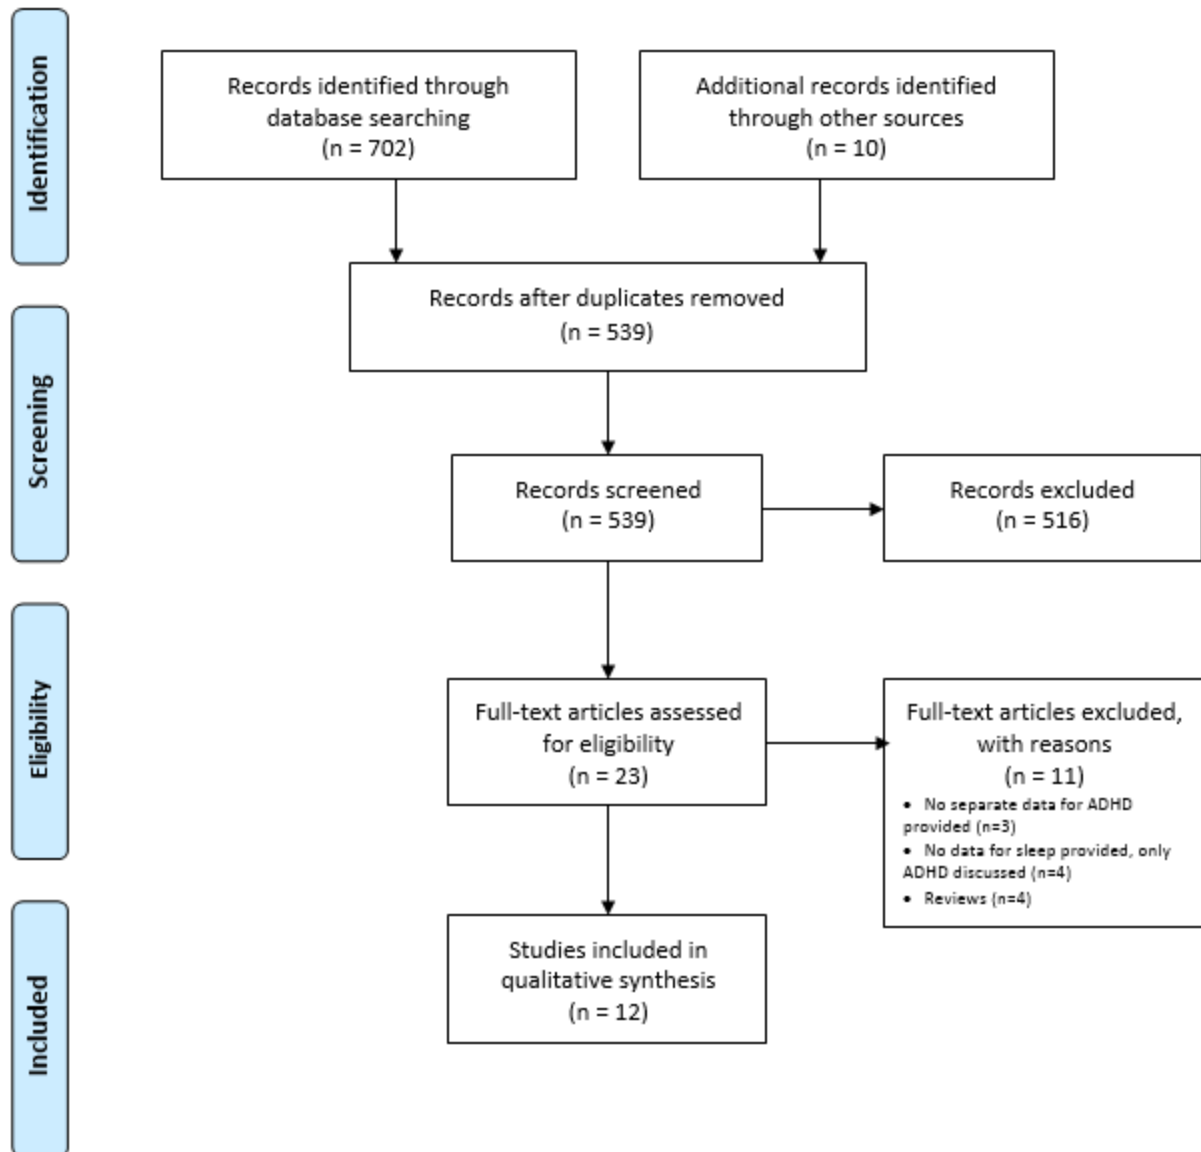 Identification
Records identified through
database searching
(n = 702)
Additional records identified
through other sources
(n = 10)
Records after duplicates removed
(n = 539)
Screening
Records screened
(n = 539)
Records excluded
(n = 516)
Eligibility
Full-text articles assessed
for eligibility
(n = 23)
Full-text articles excluded,
with reasons
(n = 11)
• No separate data for ADHD
provided (n=3)
• No data for sleep provided, only
ADHD discussed (n=4)
• Reviews (n=4)
Included
Studies included in
qualitative synthesis
(n = 12)